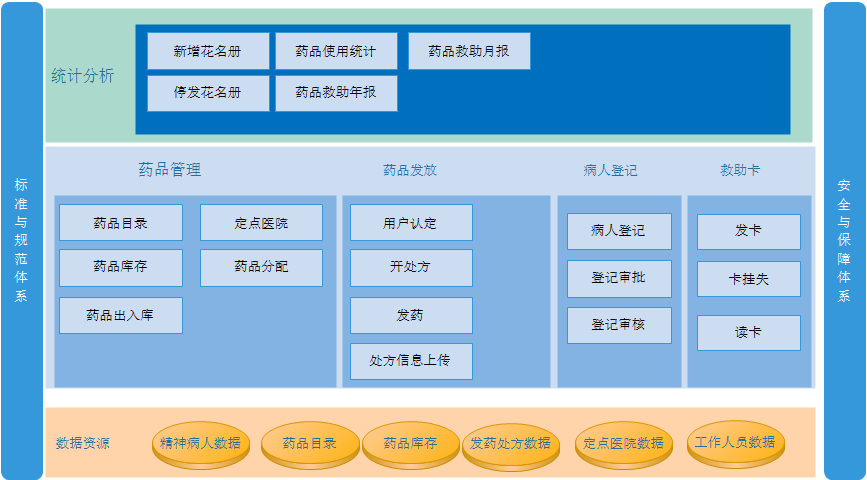 标准与规范体系
统计分析
新增花名册
药品使用统计
药品救助月报
停发花名册
药品救助年报
药品管理
药品发放
病人登记
救助卡
药品目录
定点医院
药品库存
药品分配
药品出入库
用户认定
开处方
发药
处方信息上传
病人登记
登记审批
登记审核
发卡
卡挂失
读卡
数据资源
精神病人数据
药品目录
药品库存
发药处方数据
定点医院数据
工作人员数据
安全与保障体系